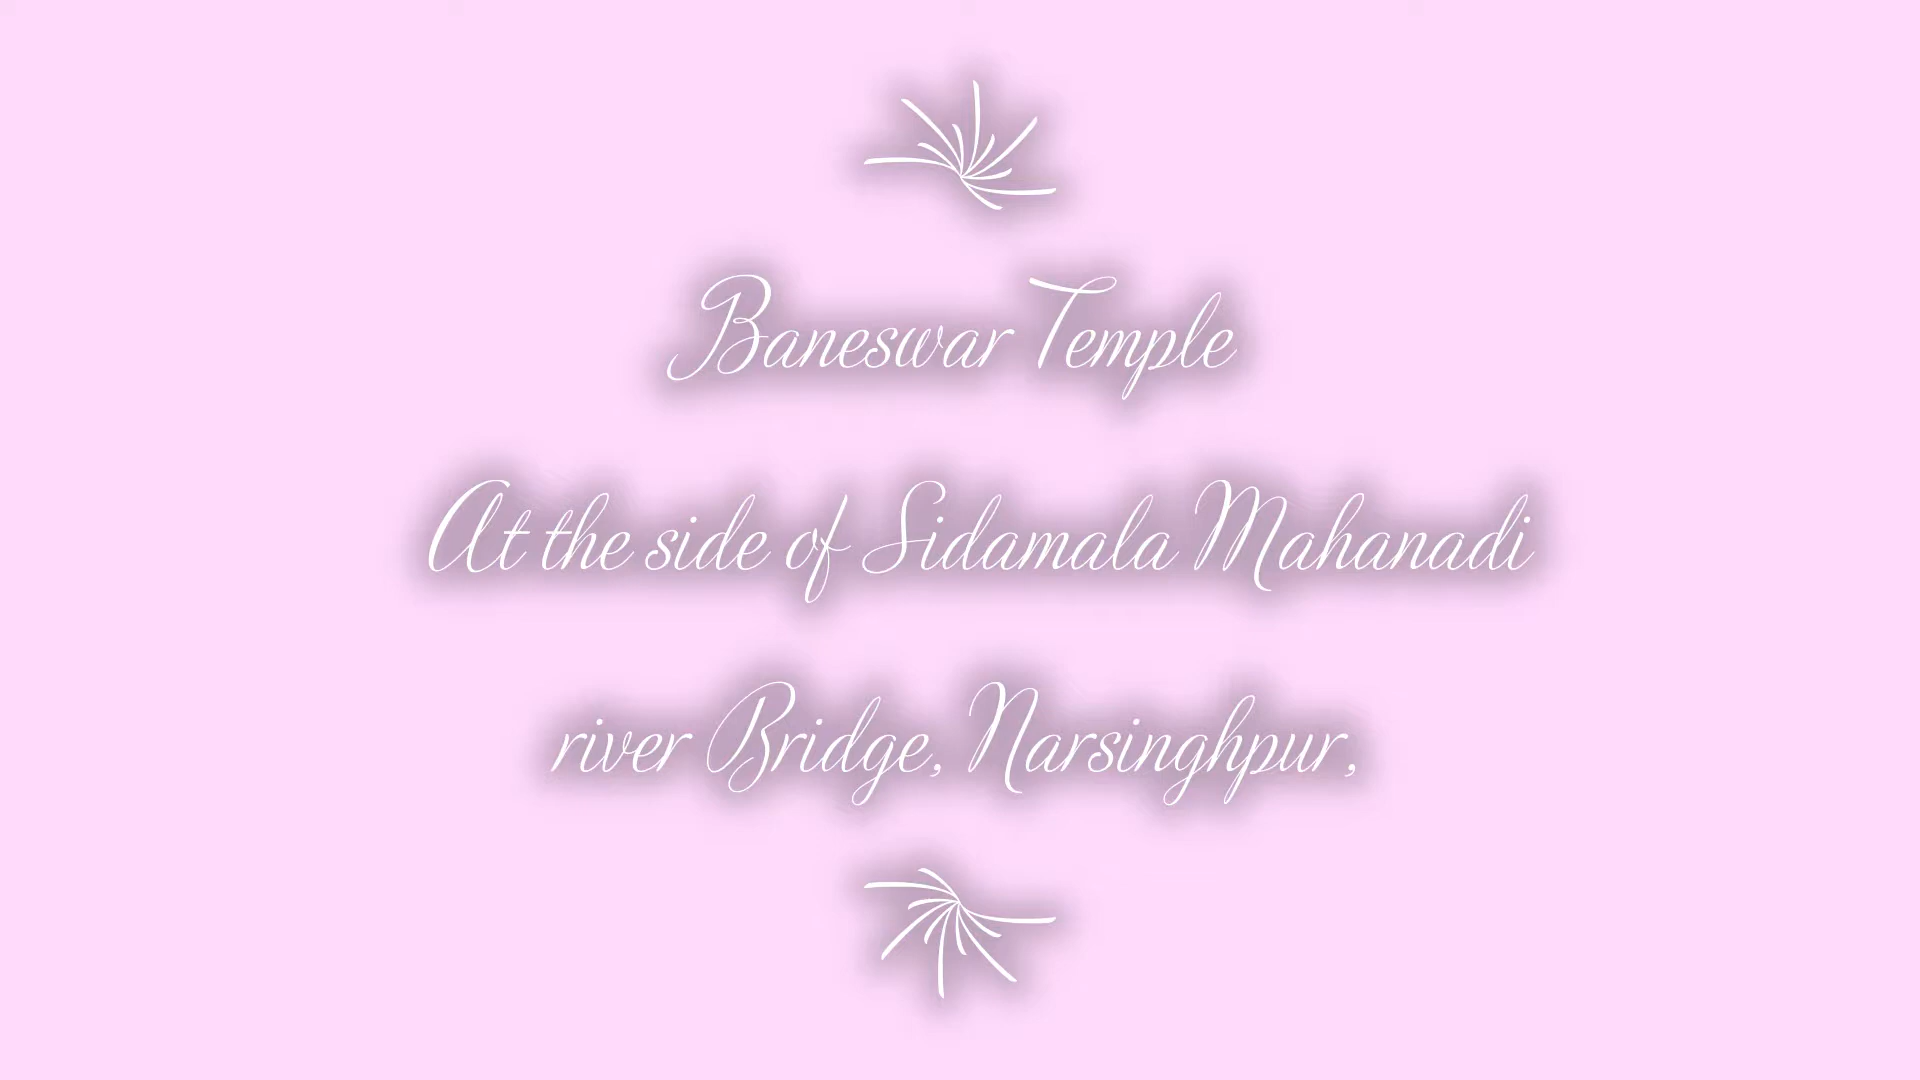 Baneswar Temple
At the side of Sidamala Mahanadi
river Bridge, Narsinghpur,